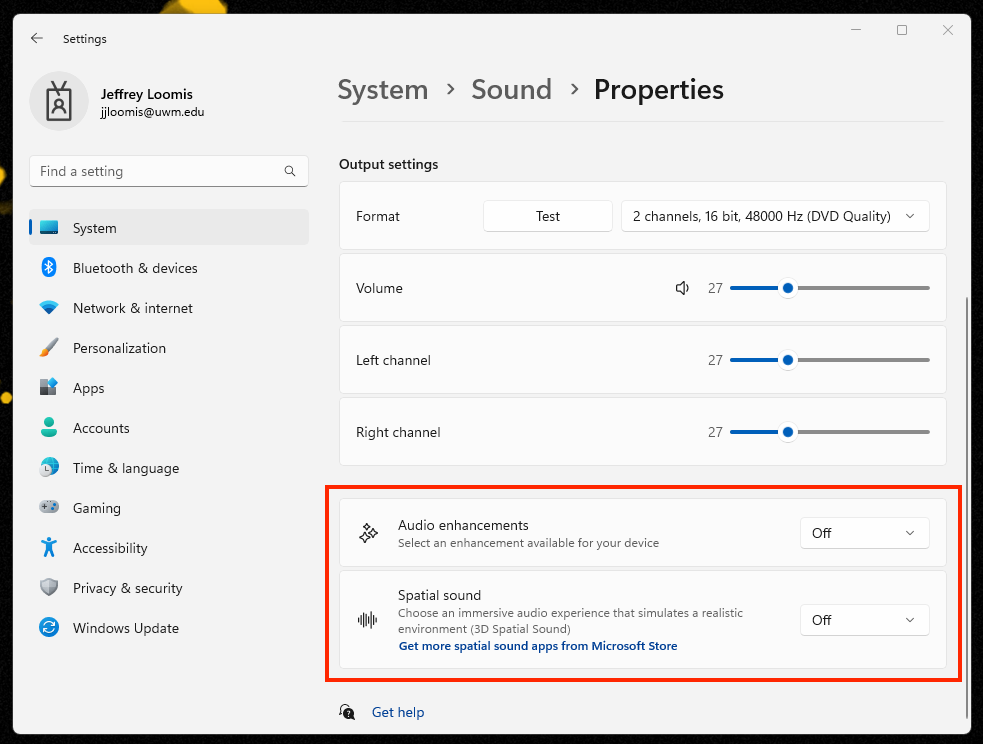 Settings
Jeffrey Loomis
jjloomis@uwm.edu
Find a setting
System
Bluetooth & devices
Network & internet
Personalization
Apps
Accounts
Time & language
Gaming
Accessibility
Privacy & security
Windows Update
System > Sound > Properties
Output settings
Format Test 2 channels, 16 bit, 48000 Hz (DVD Quality)
Volume 27
Left channel 27
Right channel 27
Audio enhancements
Select an enhancement available for your device
Off
Spatial sound
Choose an immersive audio experience that simulates a realistic
environment (3D Spatial Sound)
Get more spatial sound apps from Microsoft Store
Off
Get help